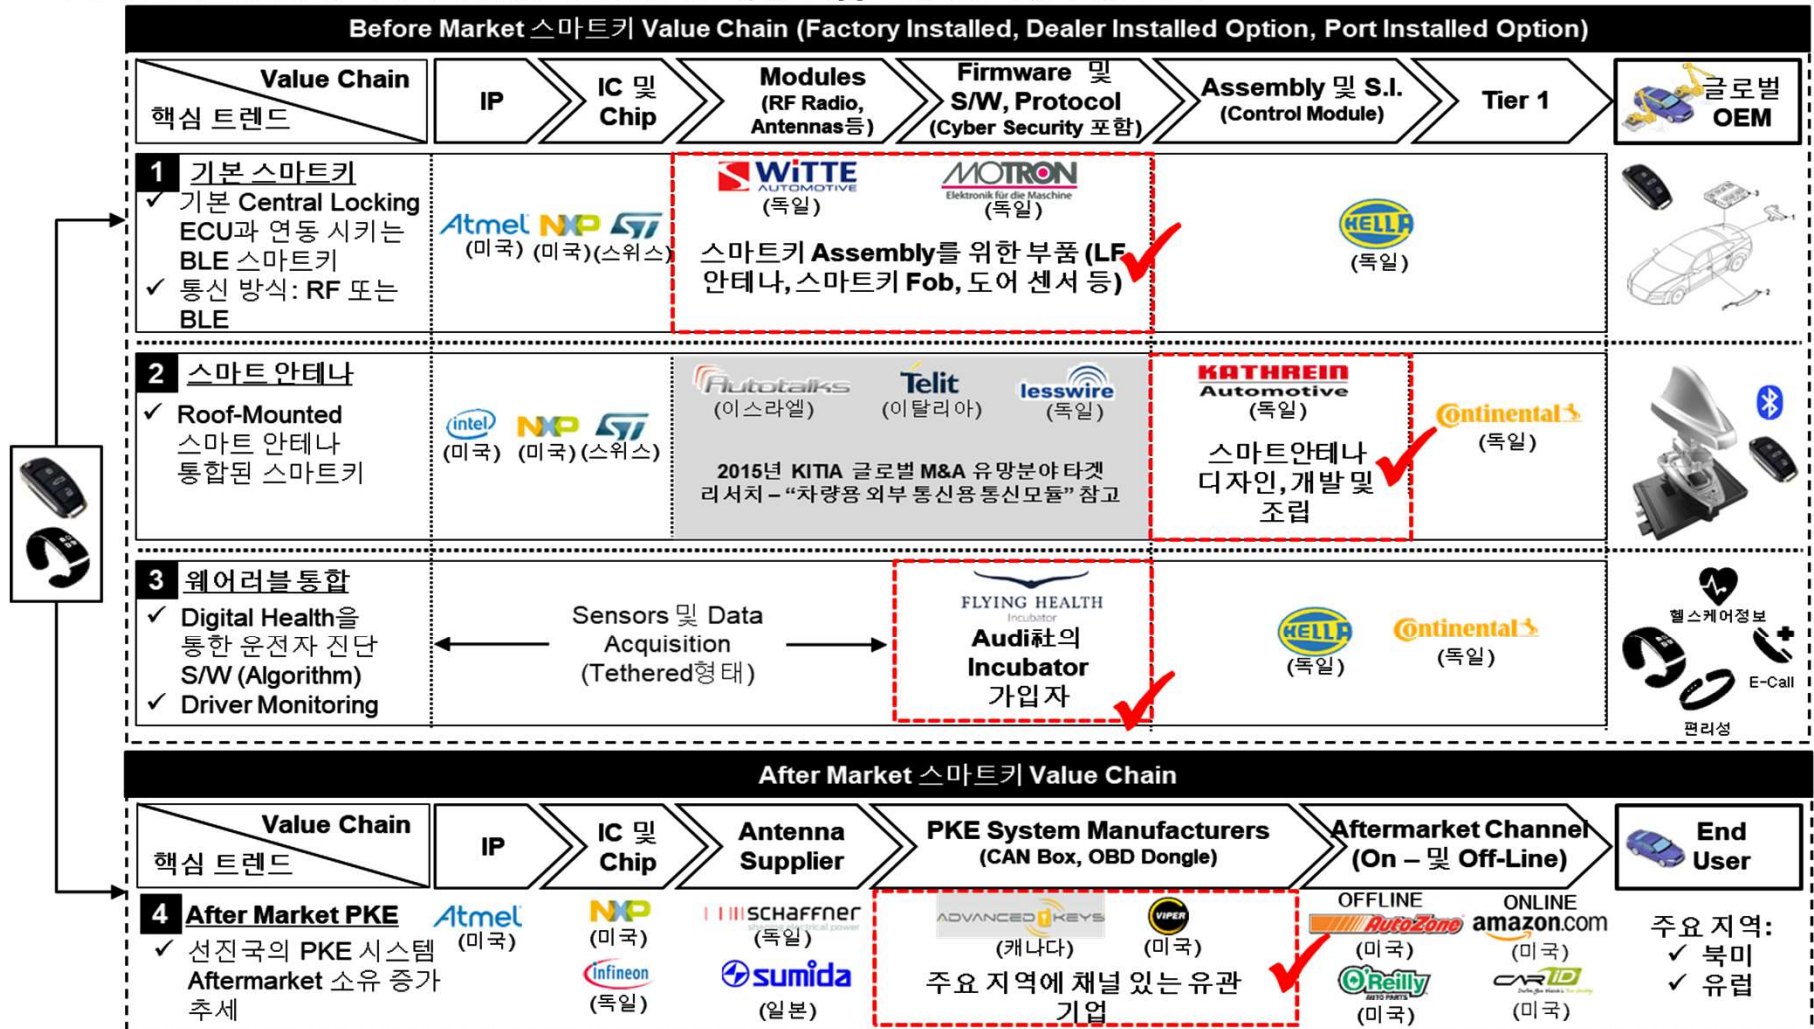 Before Market 스마트키 Value Chain (Factory Installed, Dealer Installed Option, Port Installed Option)
Value Chain
핵심 트렌드
IP
IC 및
Chip
Modules
(RF Radio,
Antennas등)
Firmware 및
S/W, Protocol
(Cyber Security 포함)
Assembly 및 S.I.
(Control Module)
Tier 1
글로벌
OEM
1 기본 스마트키
✓ 기본 Central Locking
ECU과 연동 시키는
BLE 스마트키
✓ 통신 방식: RF 또는
BLE
Atmel
(미국)
NXP
(미국)
ST
(스위스)
WiTTE
AUTOMOTIVE
(독일)
MOTRON
Elektronik für die Maschine
(독일)
스마트키 Assembly를 위한 부품 (LF
안테나, 스마트키 Fob, 도어 센서 등)
HELLA
(독일)
3
1
2
2 스마트 안테나
✓ Roof-Mounted
스마트 안테나
통합된 스마트키
intel
(미국)
NXP
(미국)
ST
(스위스)
Autotalks
(이스라엘)
Telit
(이탈리아)
lesswire
(독일)
2015년 KITIA 글로벌 M&A 유망분야 타겟
리서치 – “차량용 외부 통신용 통신모듈” 참고
KATHREIN
Automotive
(독일)
스마트안테나
디자인, 개발 및
조립
Continental
(독일)
3 웨어러블 통합
✓ Digital Health을
통한 운전자 진단
S/W (Algorithm)
✓ Driver Monitoring
Sensors 및 Data
Acquisition
(Tethered형태)
FLYING HEALTH
Incubator
Audi社의
Incubator
가입자
HELLA
(독일)
Continental
(독일)
헬스케어정보
E-Call
편리성
After Market 스마트키 Value Chain
Value Chain
핵심 트렌드
IP
IC 및
Chip
Antenna
Supplier
PKE System Manufacturers
(CAN Box, OBD Dongle)
Aftermarket Channel
(On – 및 Off-Line)
End
User
4 After Market PKE
✓ 선진국의 PKE 시스템
Aftermarket 소유 증가
추세
Atmel
(미국)
NXP
(미국)
infineon
(독일)
SCHAFFNER
shaping electrical power
(독일)
sumida
(일본)
ADVANCED KEYS
(캐나다)
VIPER
(미국)
주요 지역에 채널 있는 유관
기업
OFFLINE
AutoZone
(미국)
O'Reilly
AUTO PARTS
(미국)
ONLINE
amazon.com
(미국)
CARiD
(미국)
주요 지역:
✓ 북미
✓ 유럽